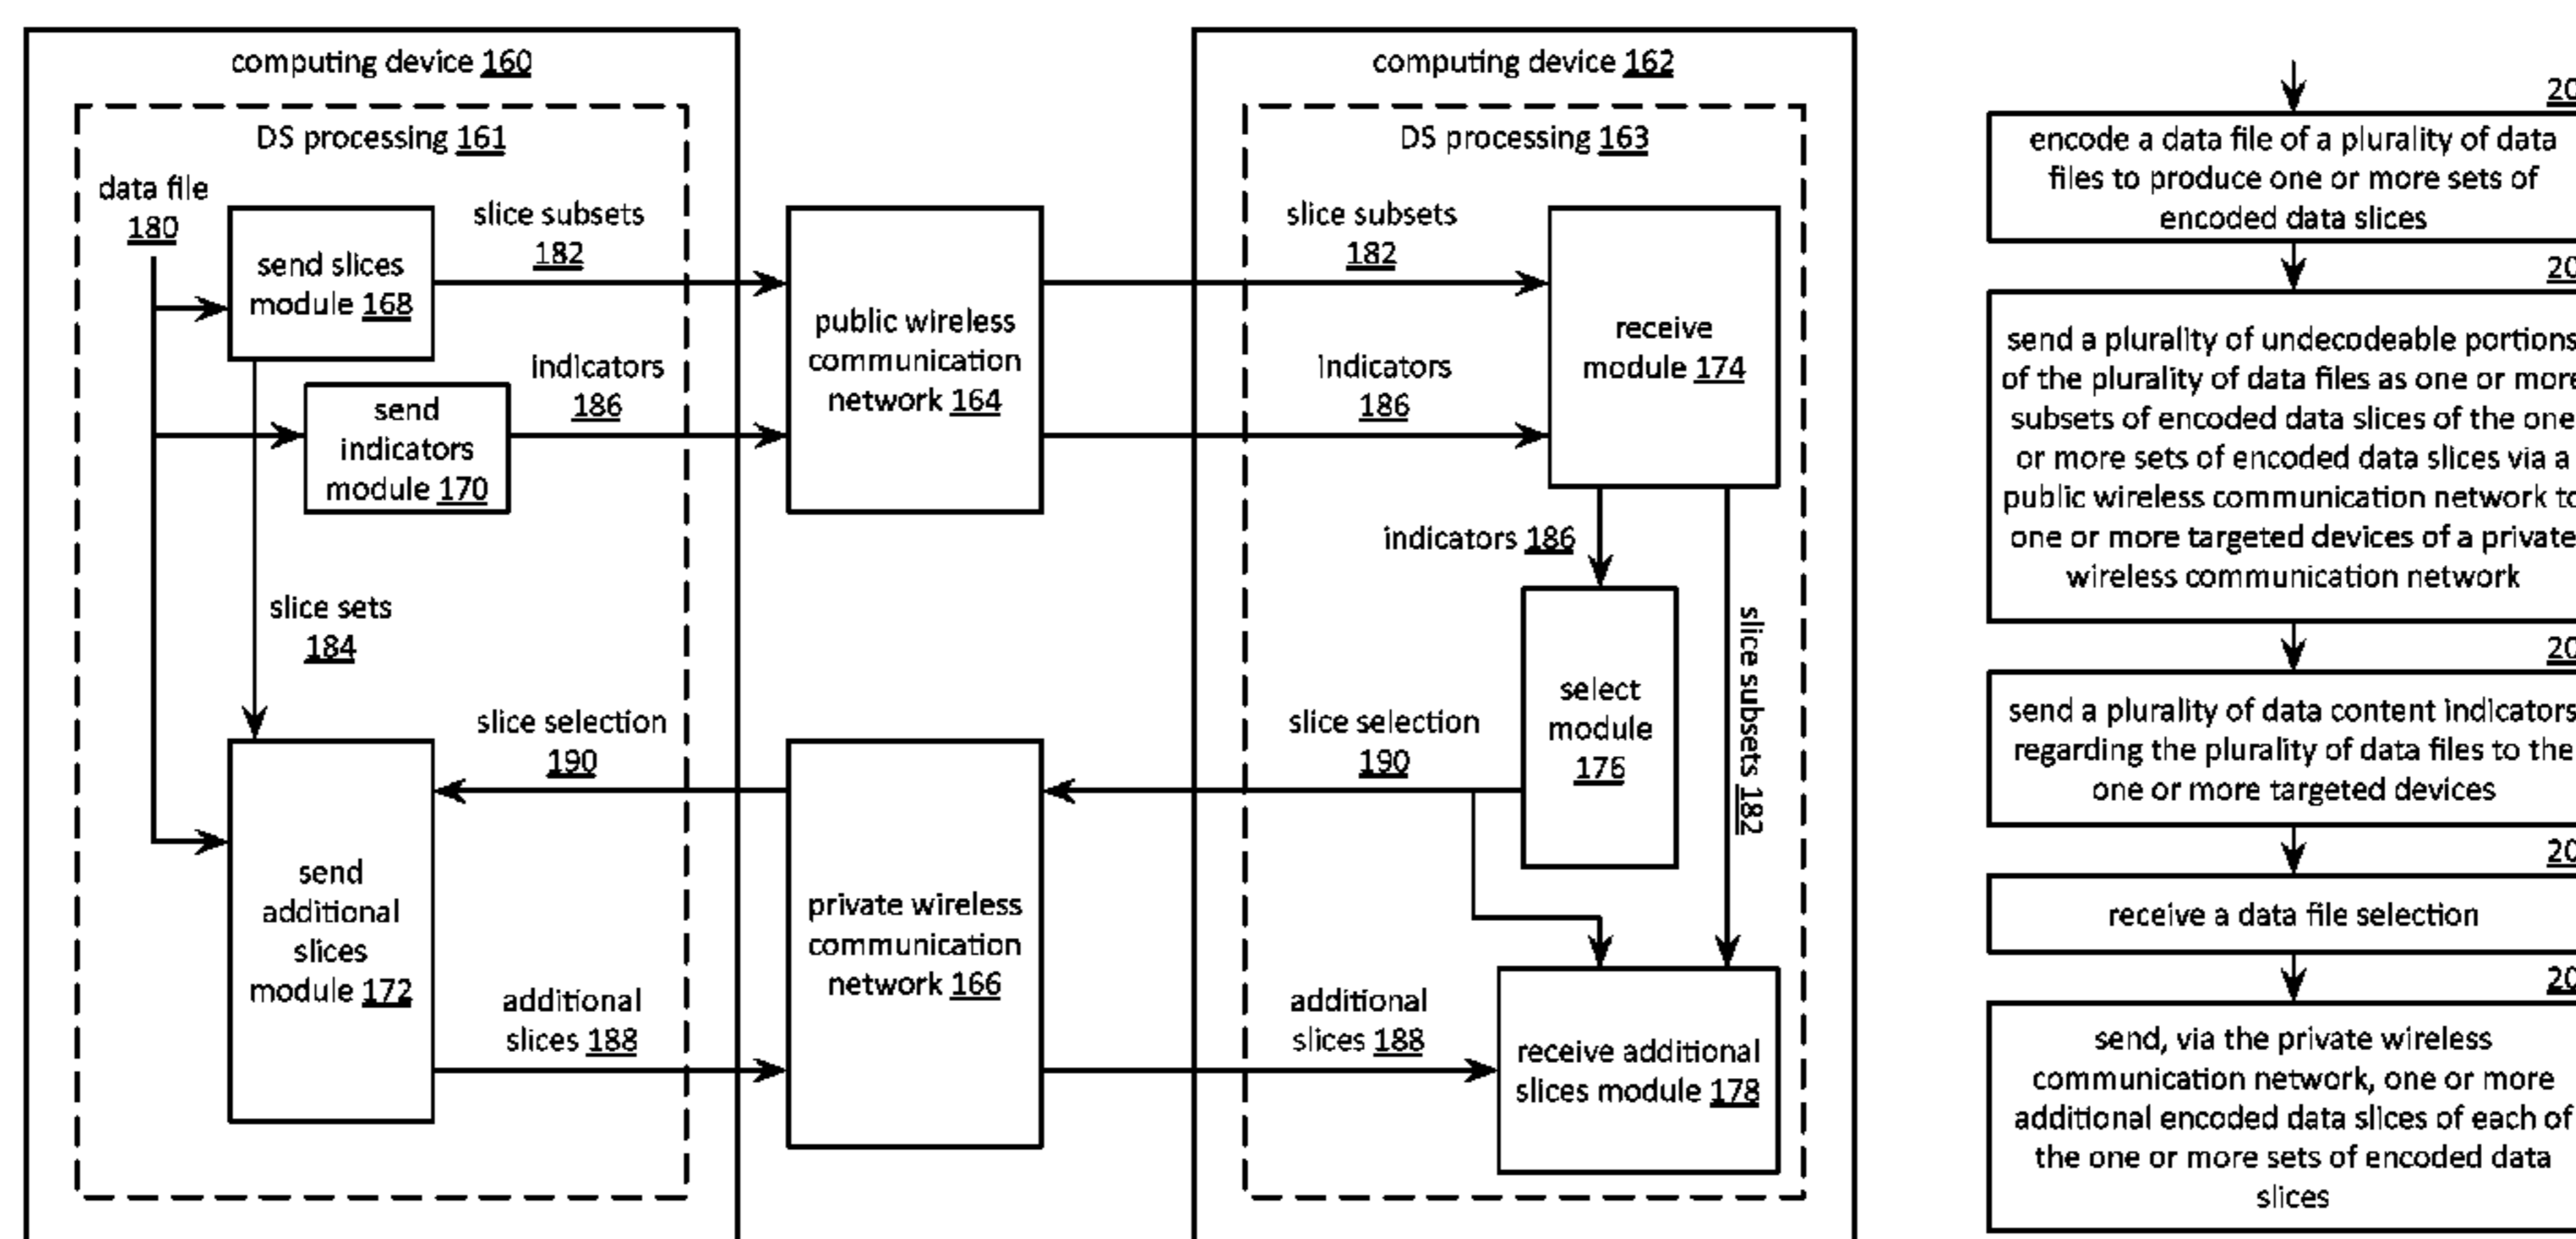 computing device 160
DS processing 161
data file
180
send slices
module 168
slice subsets
182
send
indicators
module 170
indicators
186
slice sets
184
slice selection
190
send
additional
slices
module 172
additional
slices 188
public wireless
communication
network 164
private wireless
communication
network 166
computing device 162
DS processing 163
slice subsets
182
indicators
186
receive
module 174
indicators 186
slice subsets 182
select
module
176
slice selection
190
additional
slices 188
receive additional
slices module 178
encode a data file of a plurality of data
files to produce one or more sets of
encoded data slices
send a plurality of undecodeable portions
of the plurality of data files as one or more
subsets of encoded data slices of the one
or more sets of encoded data slices via a
public wireless communication network to
one or more targeted devices of a private
wireless communication network
send a plurality of data content indicators
regarding the plurality of data files to the
one or more targeted devices
receive a data file selection
send, via the private wireless
communication network, one or more
additional encoded data slices of each of
the one or more sets of encoded data
slices